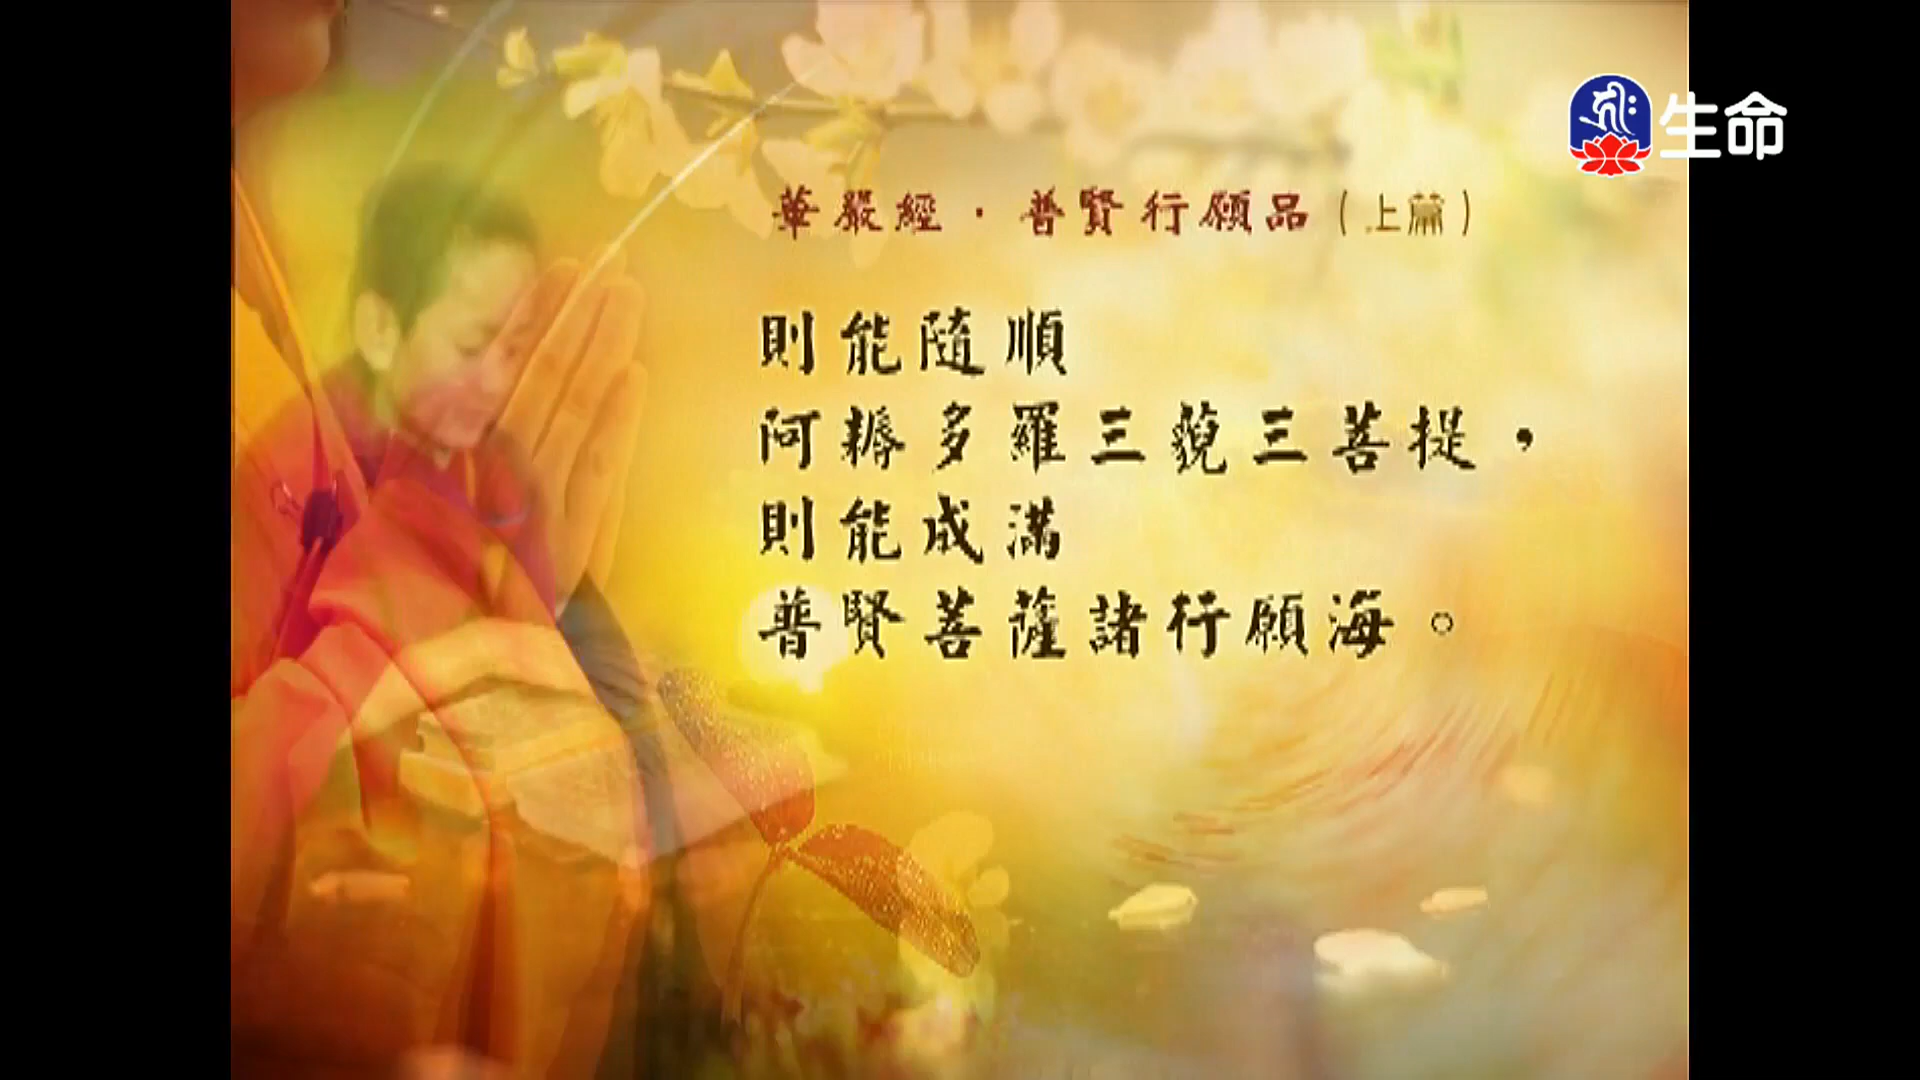 生命
華嚴經·普賢行願品(上篇)
則能隨順
阿耨多羅三藐三菩提，
則能成滿
普賢菩薩諸行願海。